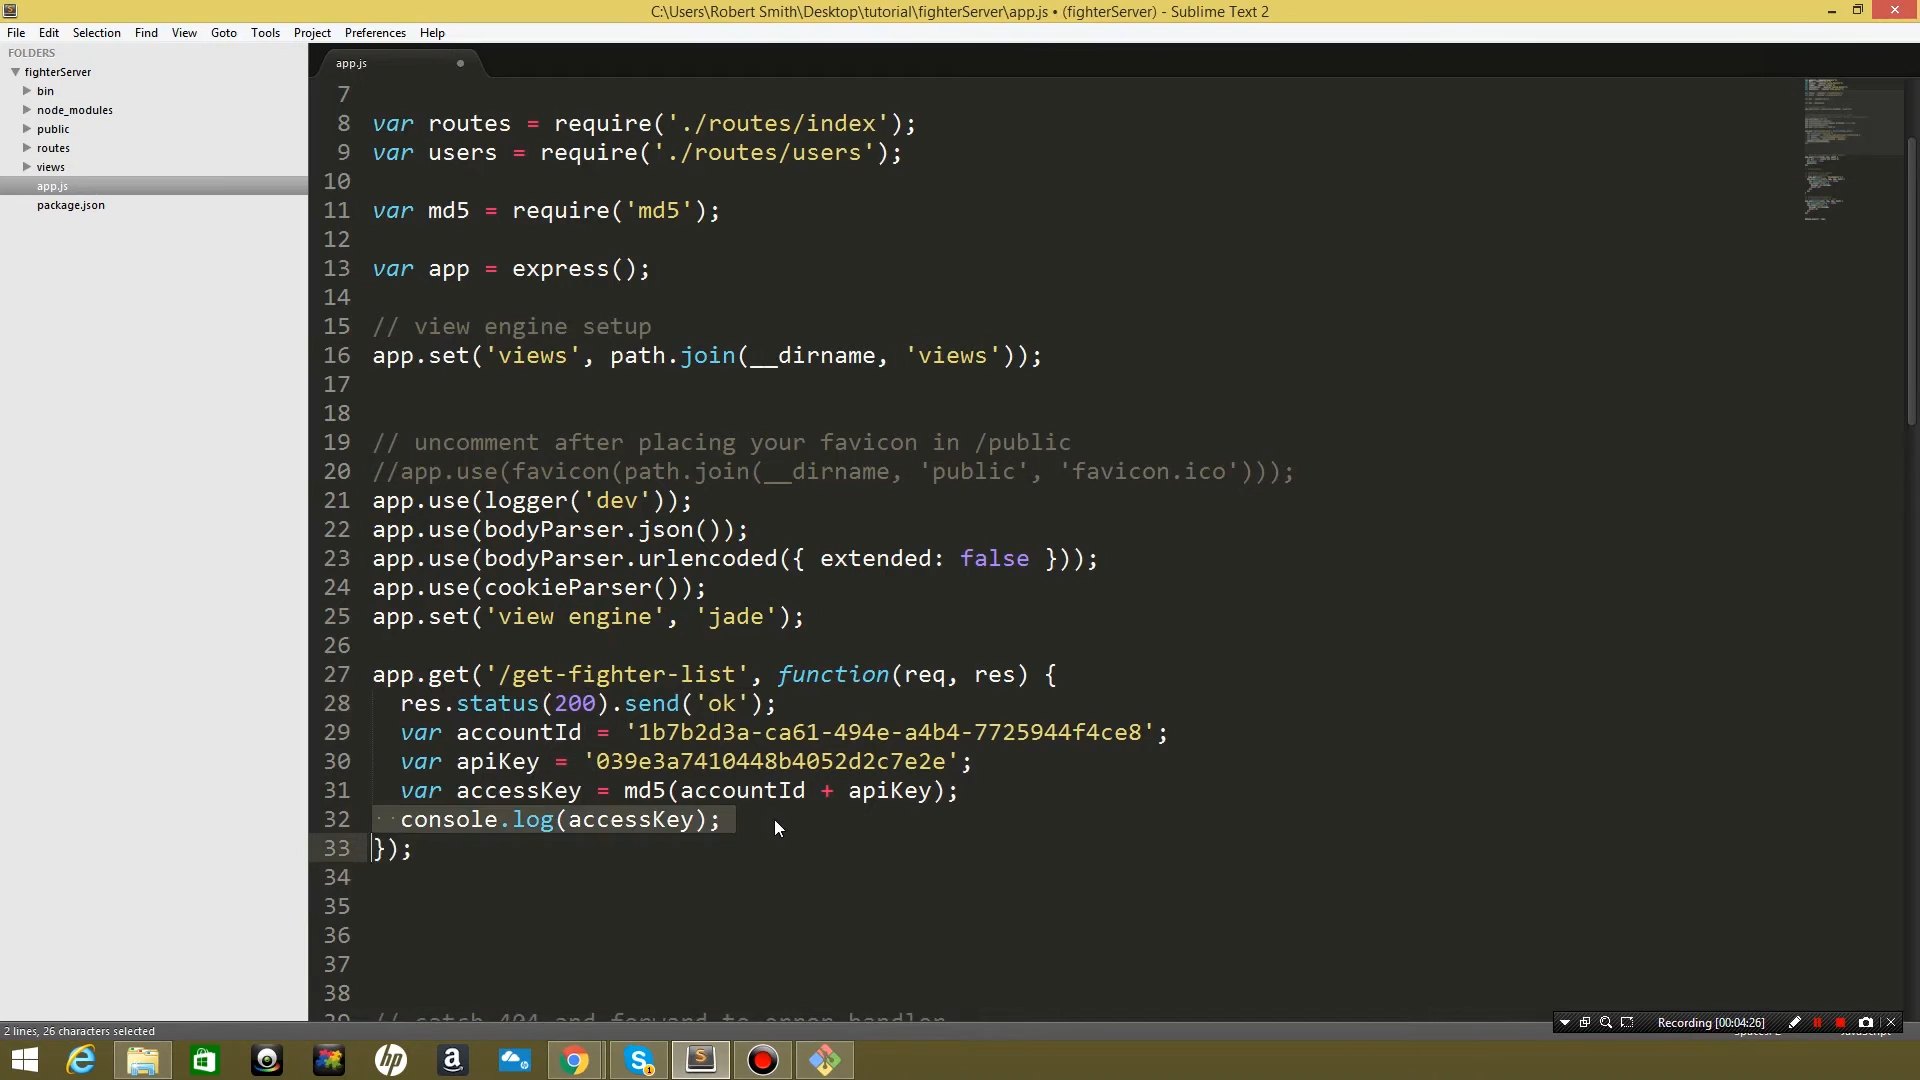 C:\Users\Robert Smith\Desktop\tutorial\fighterServer\app.js • (fighterServer) - Sublime Text 2
File Edit Selection Find View Goto Tools Project Preferences Help
FOLDERS
fighterServer
bin
node_modules
public
routes
views
app.js
package.json
app.js
7
8 var routes = require('./routes/index');
9 var users = require('./routes/users');
10
11 var md5 = require('md5');
12
13 var app = express();
14
15 // view engine setup
16 app.set('views', path.join(__dirname, 'views'));
17
18
19 // uncomment after placing your favicon in /public
20 //app.use(favicon(path.join(__dirname, 'public', 'favicon.ico')));
21 app.use(logger('dev'));
22 app.use(bodyParser.json());
23 app.use(bodyParser.urlencoded({ extended: false }));
24 app.use(cookieParser());
25 app.set('view engine', 'jade');
26
27 app.get('/get-fighter-list', function(req, res) {
28 res.status(200).send('ok');
29 var accountId = '1b7b2d3a-ca61-494e-a4b4-7725944f4ce8';
30 var apiKey = '039e3a7410448b4052d2c7e2e';
31 var accessKey = md5(accountId + apiKey);
32 console.log(accessKey);
33 });
34
35
36
37
38
39 // catch 404 and forward to error handler
2 lines, 26 characters selected
Recording [00:04:26]